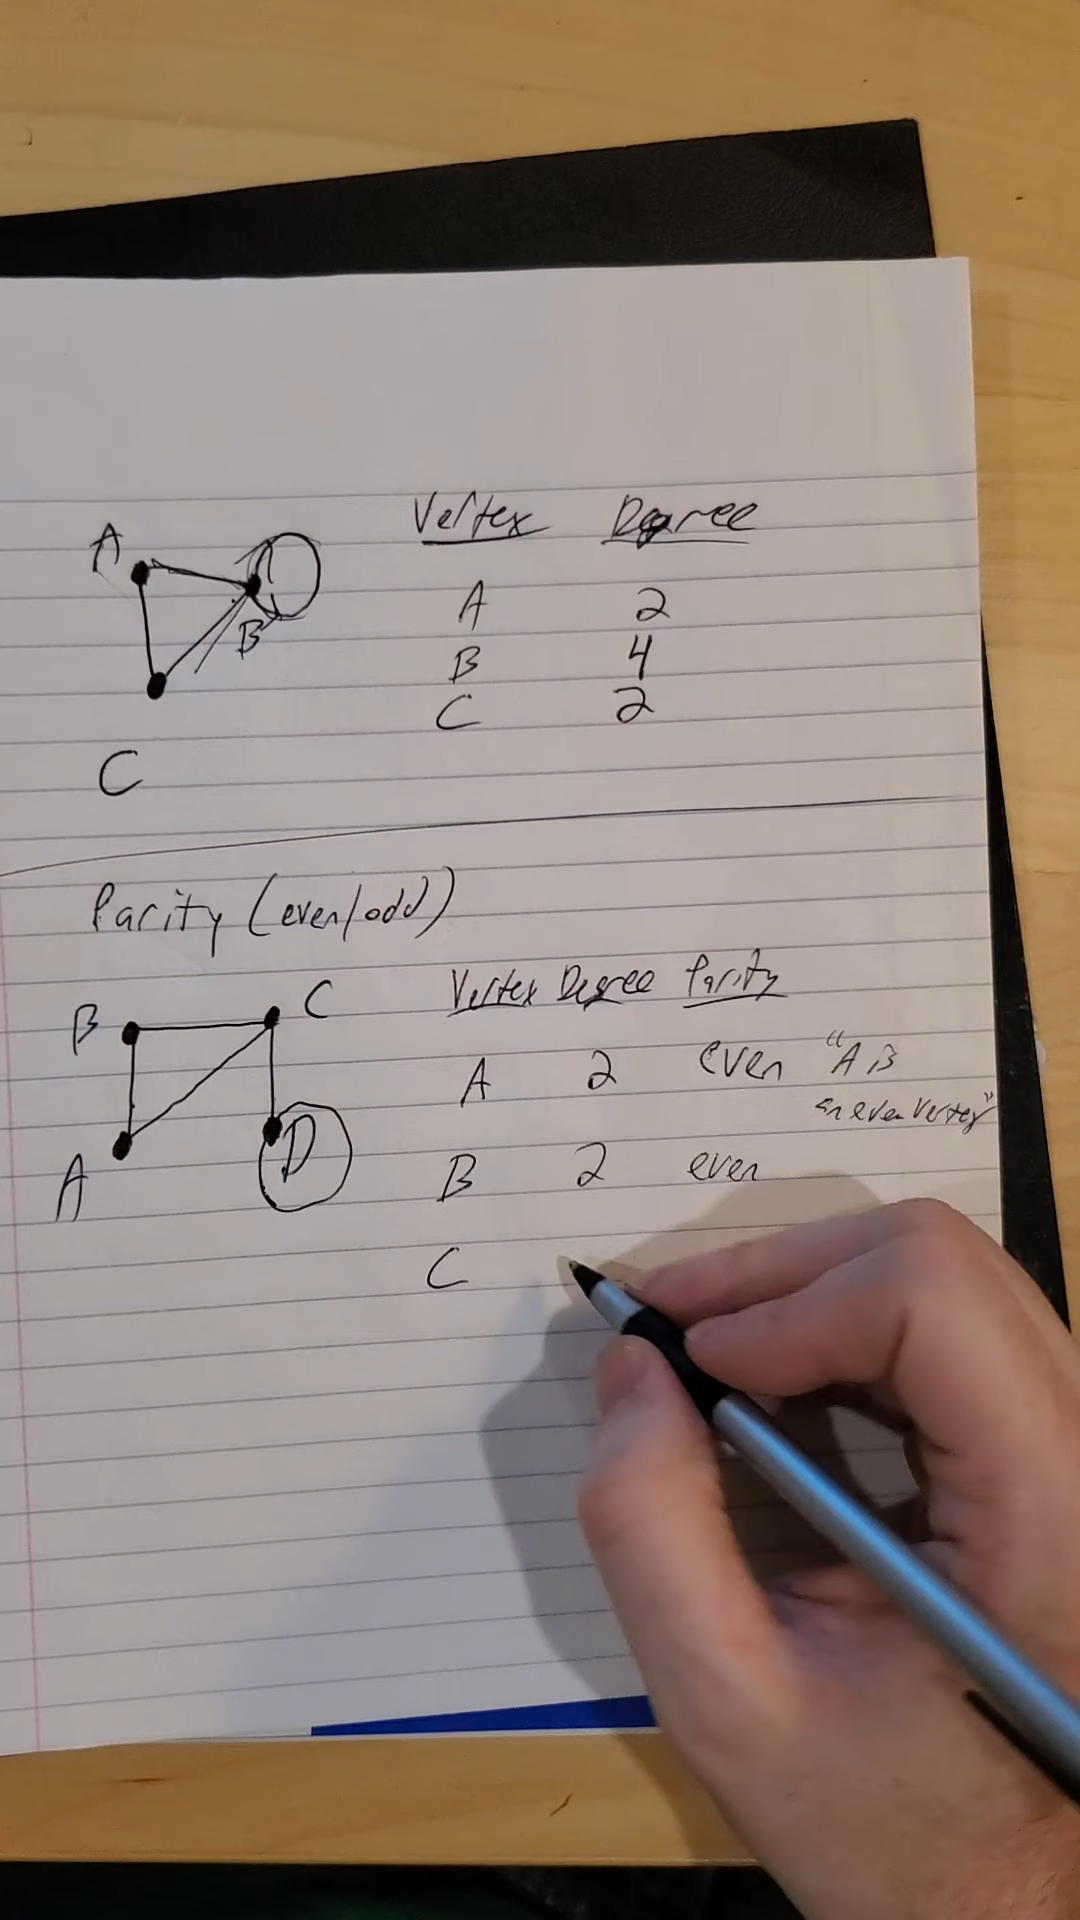 Vertex Degree
A
A 2
B
B 4
C 2
C
Parity (even/odd)
Vertex Degree Parity
B C
A 2 even "A is
an even vertex"
D
A
B 2 even
C